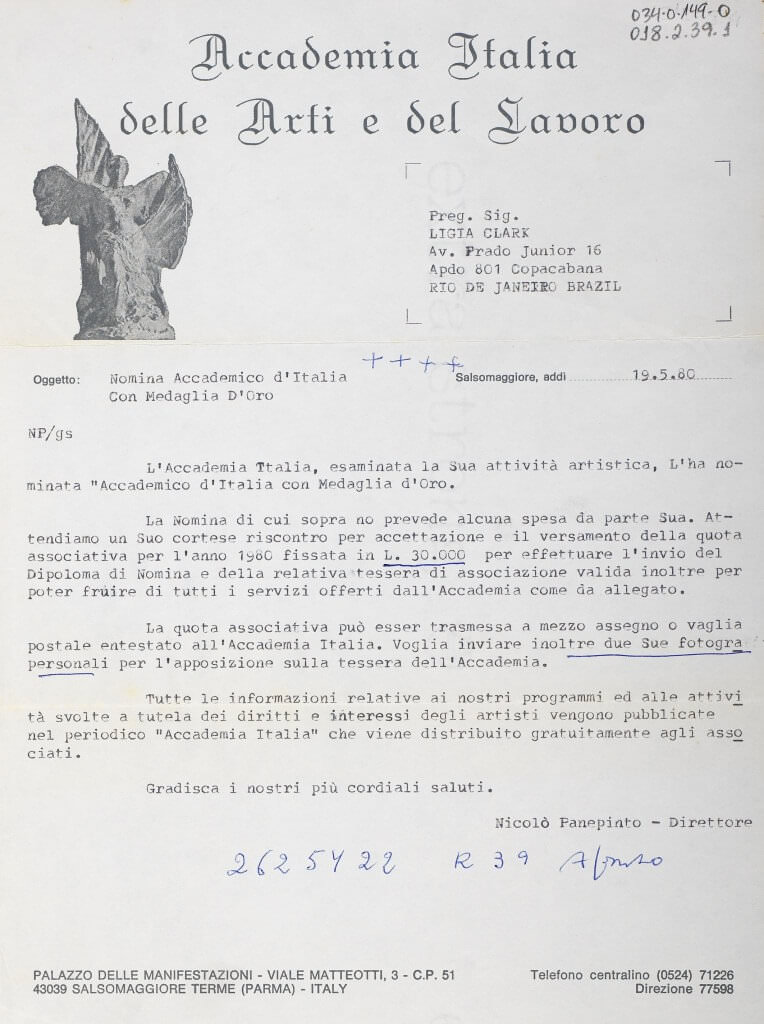 034-0-149-0
018.2.39.1
Accademia Italia
delle Arti e del Lavoro
Preg. Sig.
LIGIA CLARK
Av. Prado Junior 16
Apdo 801 Copacabana
RIO DE JANEIRO BRAZIL
++++
Oggetto: Nomina Accademico d'Italia
Con Medaglia D'Oro
Salsomaggiore, addì 19.5.80
NP/gs
L'Accademia Ttalia, esaminata la Sua attività artistica, L'ha no-
minata "Accademico d'Italia con Medaglia d'Oro.
La Nomina di cui sopra no prevede alcuna spesa da parte Sua. At-
tendiamo un Suo cortese riscontro per accettazione e il versamento della quota
associativa per l'anno 1980 fissata in L. 30.000 per effettuare l'invio del
Dipoloma di Nomina e della relativa tessera di associazione valida inoltre per
poter fruire di tutti i servizi offerti dall'Accademia come da allegato.
La quota associativa può esser trasmessa a mezzo assegno o vaglia
postale entestato all'Accademia Italia. Voglia inviare inoltre due Sue fotogra
personali per l'apposizione sulla tessera dell'Accademia.
Tutte le informazioni relative ai nostri programmi ed alle attivi
tà svolte a tutela dei diritti e interessi degli artisti vengono pubblicate
nel periodico "Accademia Italia" che viene distribuito gratuitamente agli asso
ciati.
Gradisca i nostri più cordiali saluti.
Nicolò Panepinto - Direttore
2625422 R 39
PALAZZO DELLE MANIFESTAZIONI - VIALE MATTEOTTI, 3 - C.P. 51
43039 SALSOMAGGIORE TERME (PARMA) - ITALY
Telefono centralino (0524) 71226
Direzione 77598